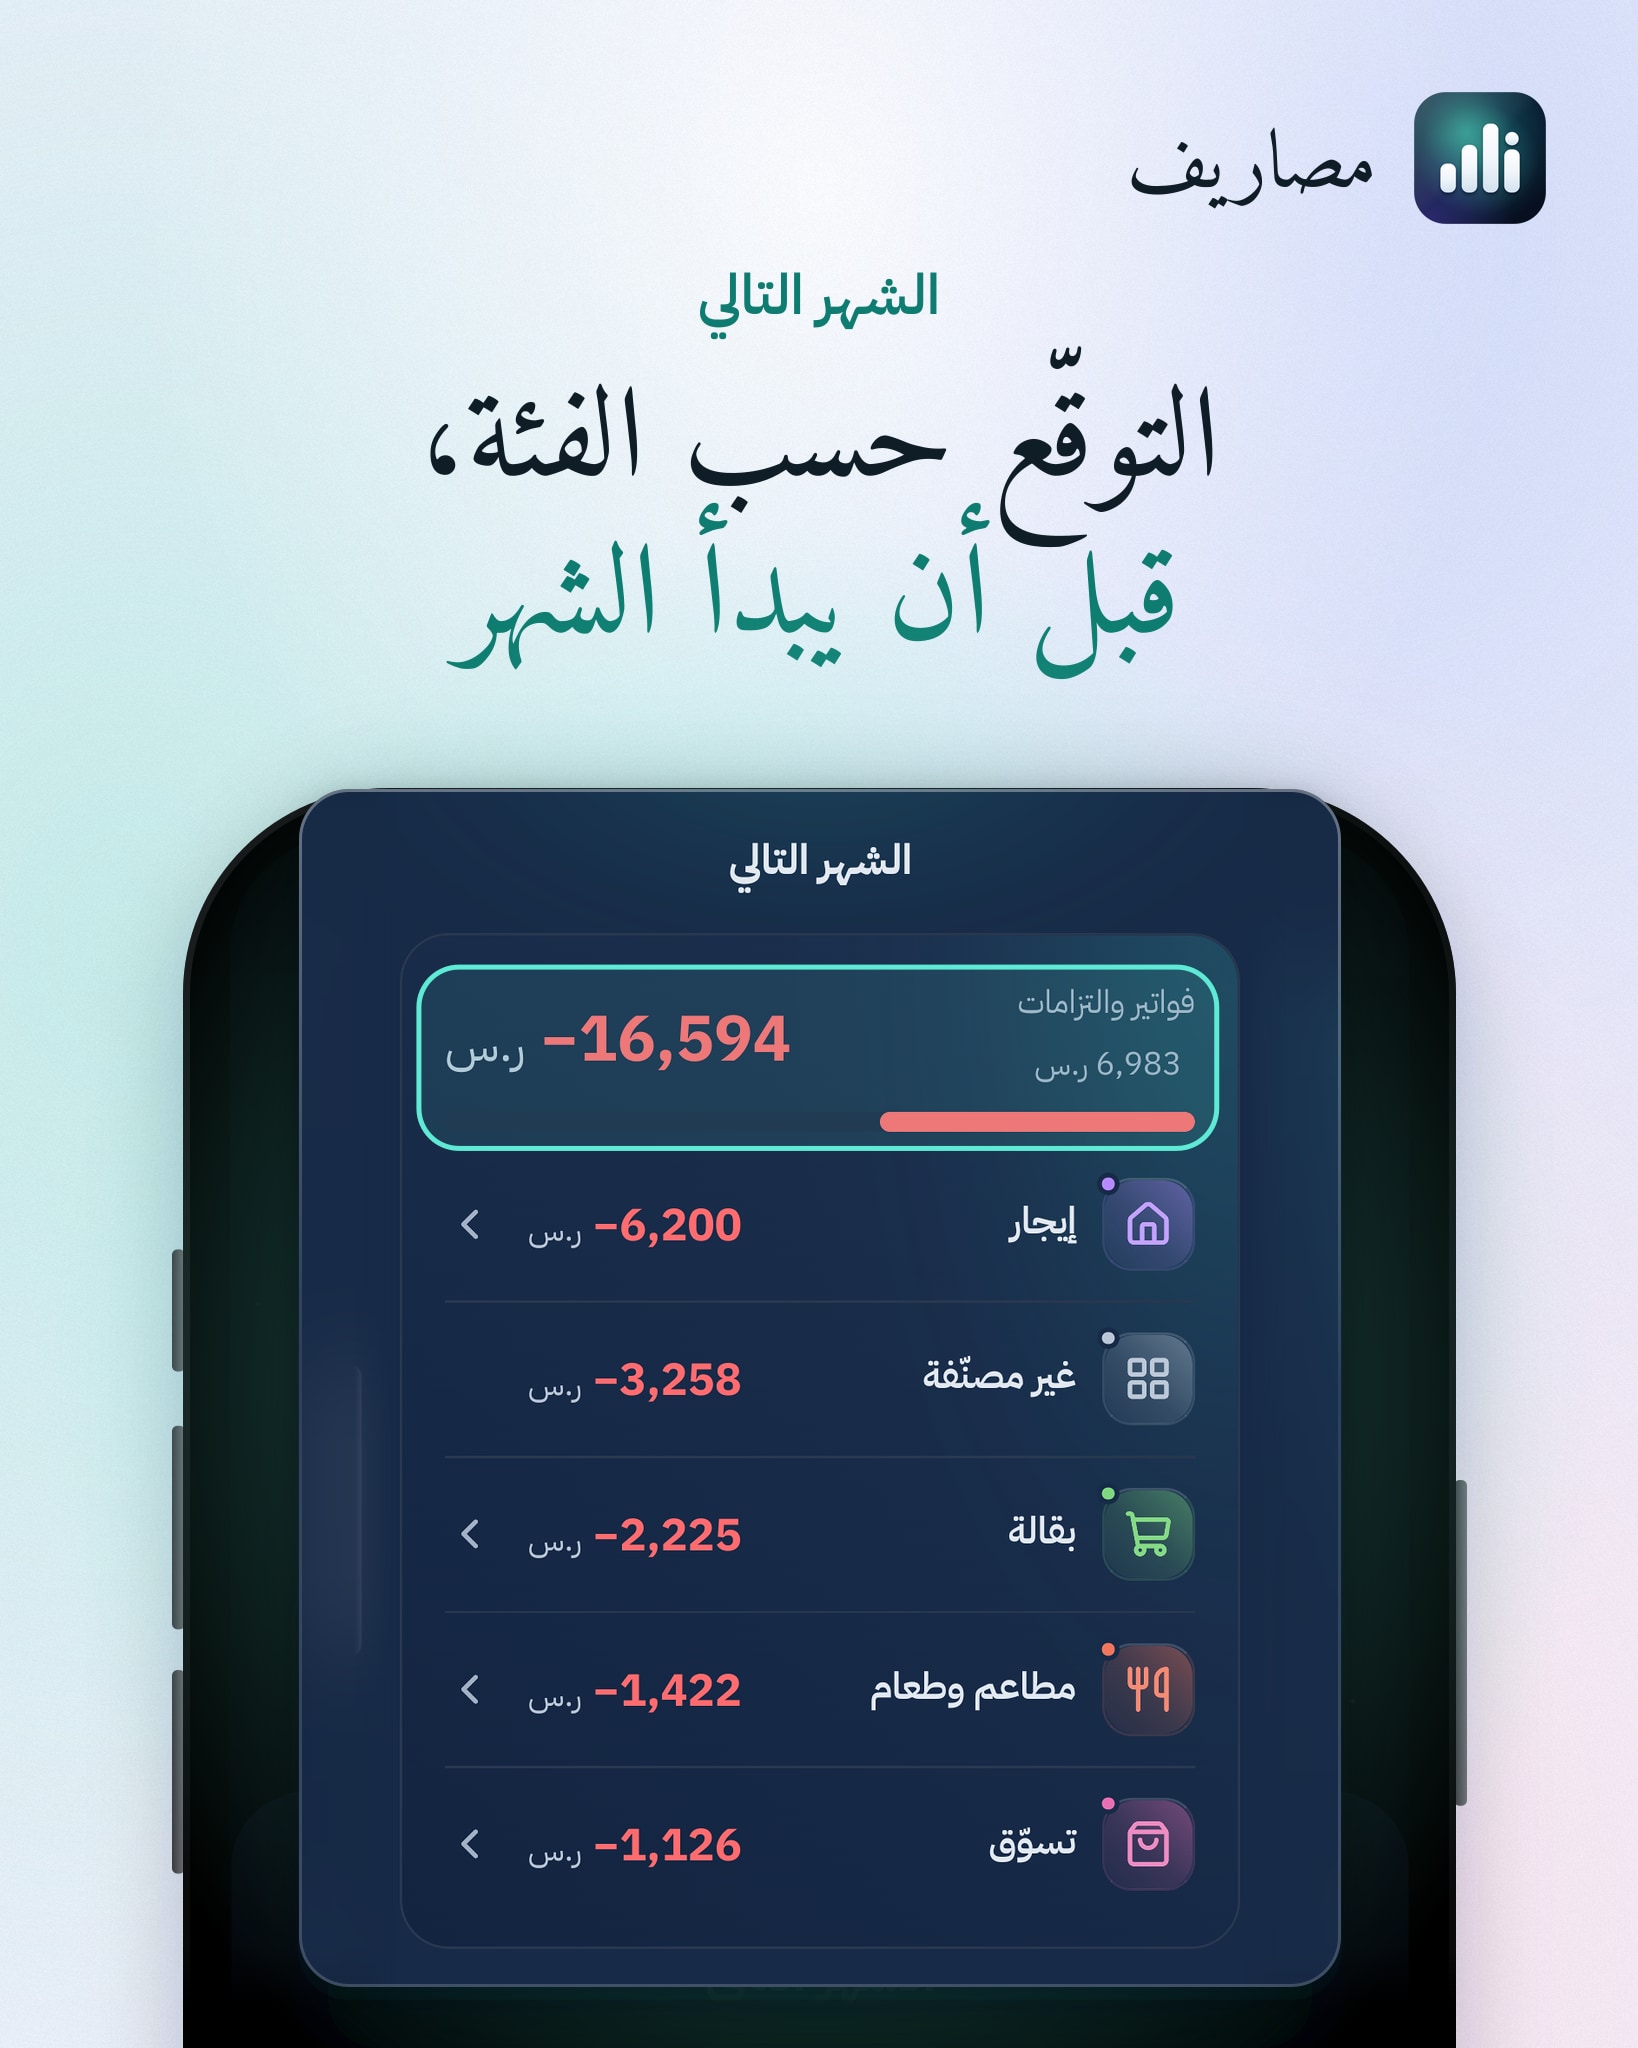 مصاريف
الشهر التالي
التوقّع حسب الفئة،
قبل أن يبدأ الشهر
الشهر التالي
فواتير والتزامات
6,983 ر.س
−16,594 ر.س
إيجار −6,200 ر.س
غير مصنّفة −3,258 ر.س
بقالة −2,225 ر.س
مطاعم وطعام −1,422 ر.س
تسوّق −1,126 ر.س